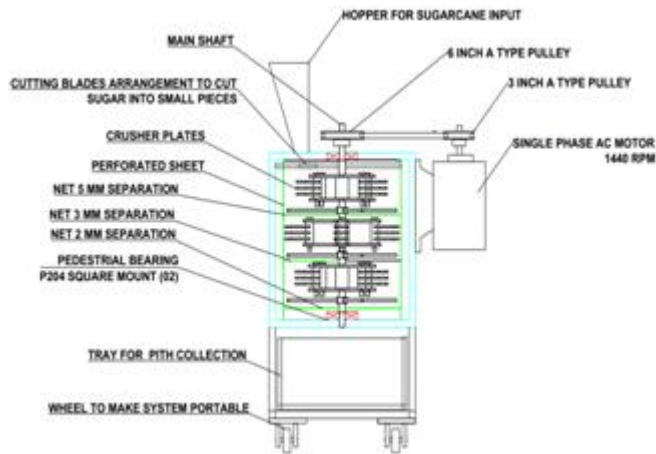 HOPPER FOR SUGARCANE INPUT
MAIN SHAFT
6 INCH A TYPE PULLEY
CUTTING BLADES ARRANGEMENT TO CUT
SUGAR INTO SMALL PIECES
3 INCH A TYPE PULLEY
CRUSHER PLATES
SINGLE PHASE AC MOTOR
1440 RPM
PERFORATED SHEET
NET 5 MM SEPARATION
NET 3 MM SEPARATION
NET 2 MM SEPARATION
PEDESTRIAL BEARING
P204 SQUARE MOUNT (02)
TRAY FOR PITH COLLECTION
WHEEL TO MAKE SYSTEM PORTABLE